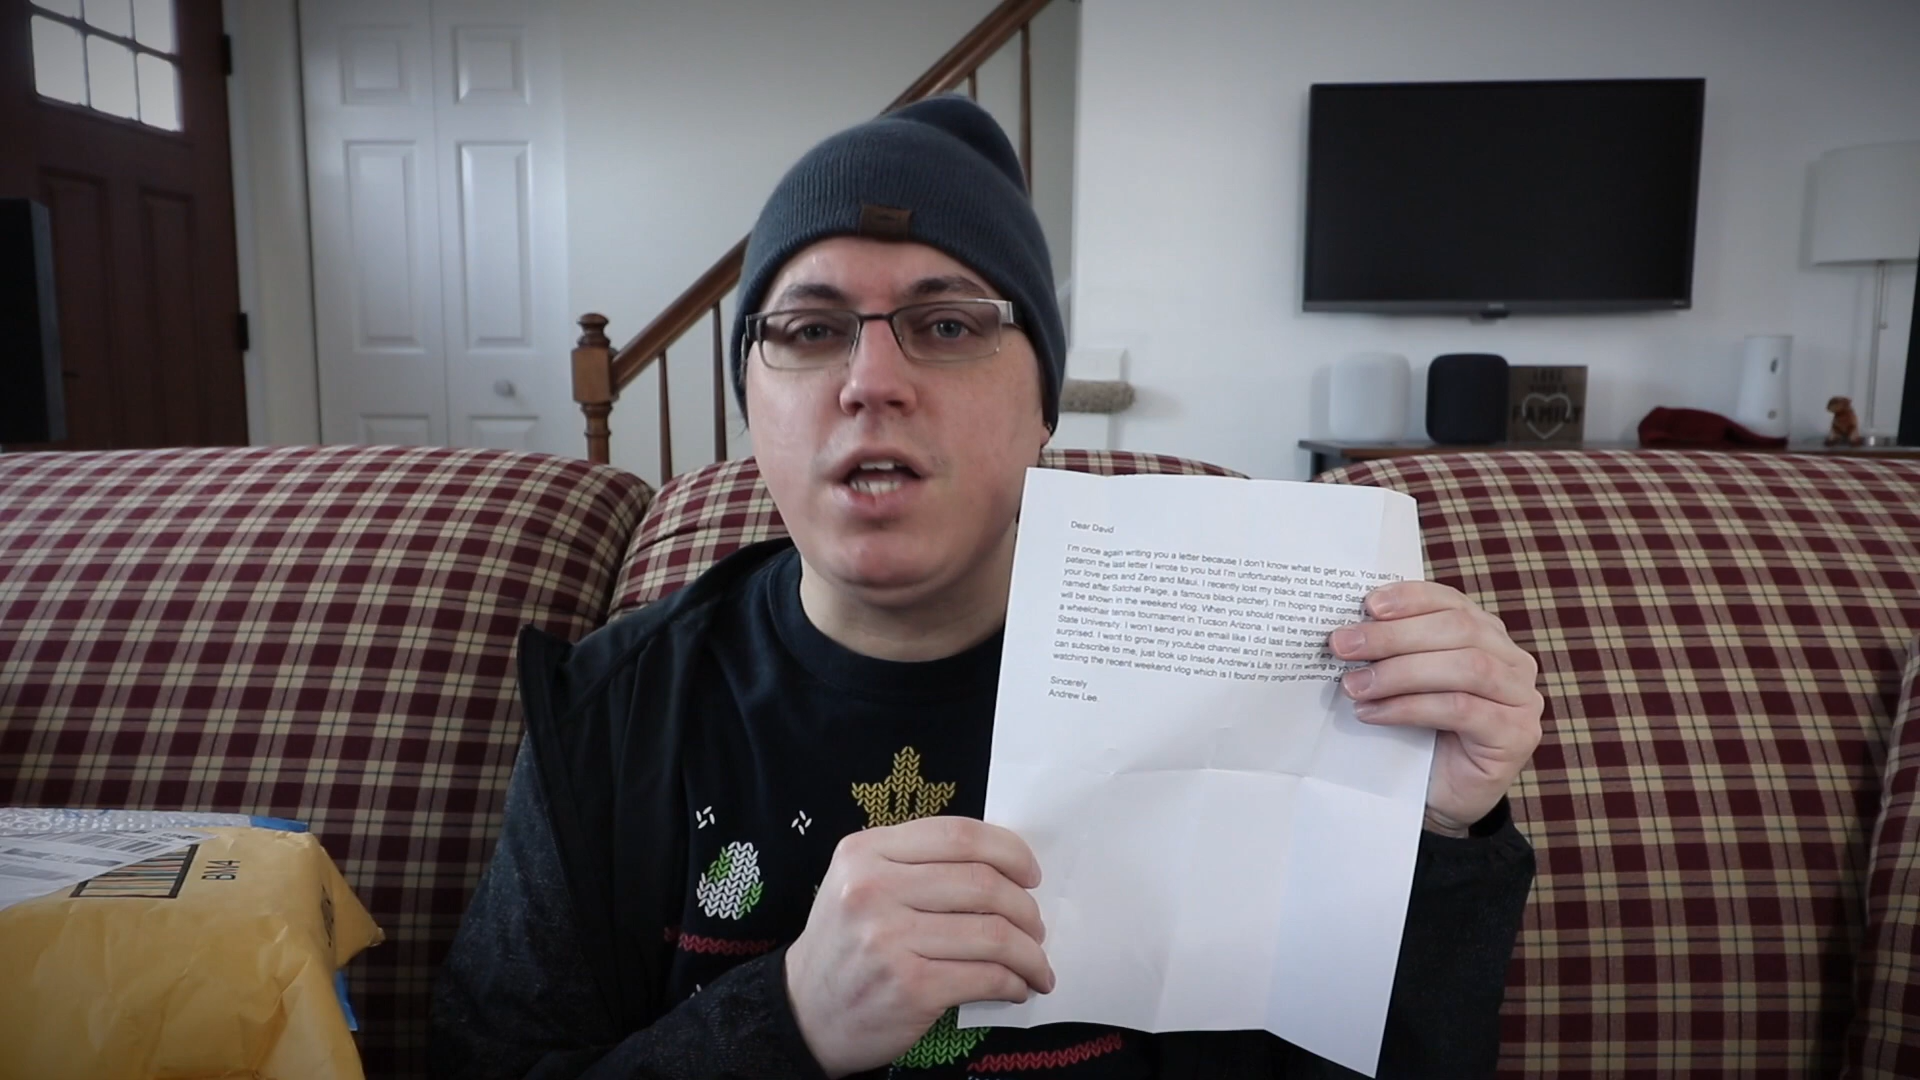 Dear David
I'm once again writing you a letter because I don't know what to get you. You said I'm a
pateron the last letter I wrote to you but I'm unfortunately not but hopefully
your love pets and Zero and Maui. I recently lost my black cat named
named after Satchel Paige, a famous black pitcher). I'm hoping this comes
will be shown in the weekend vlog. When you should receive it I should
a wheelchair tennis tournament in Tucson Arizona. I will be
State University. I won't send you an email like I did last time
surprised. I want to grow my youtube channel and I'm wondering if
can subscribe to me, just look up Inside Andrew's Life 131. I'm writing to
watching the recent weekend vlog which is I found my original pokemon
Sincerely
Andrew Lee.
BM4
FAMILY